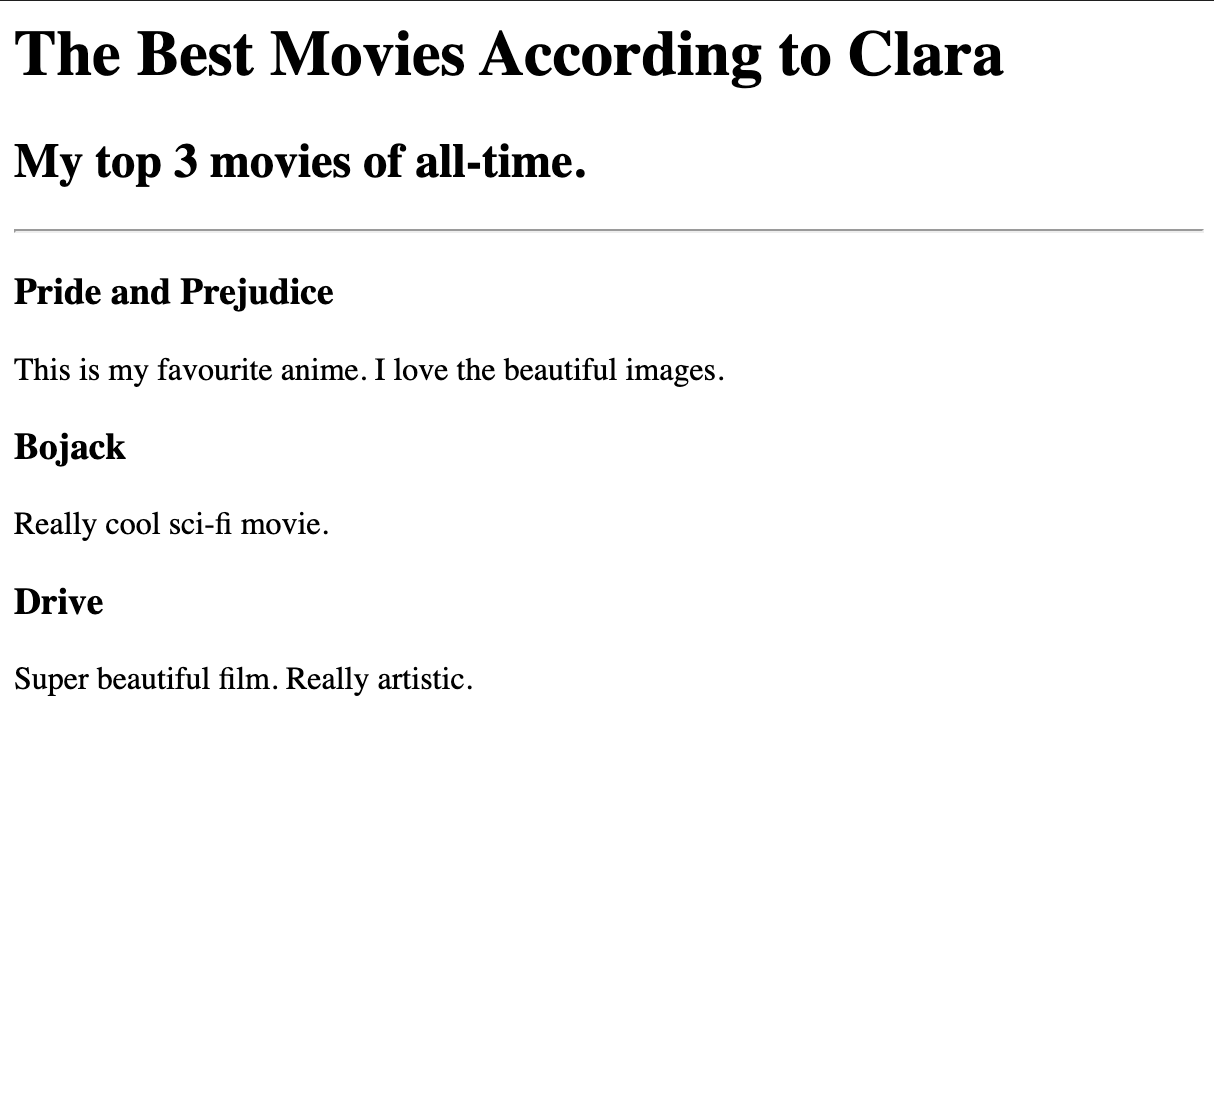 The Best Movies According to Clara
My top 3 movies of all-time.
Pride and Prejudice
This is my favourite anime. I love the beautiful images.
Bojack
Really cool sci-fi movie.
Drive
Super beautiful film. Really artistic.